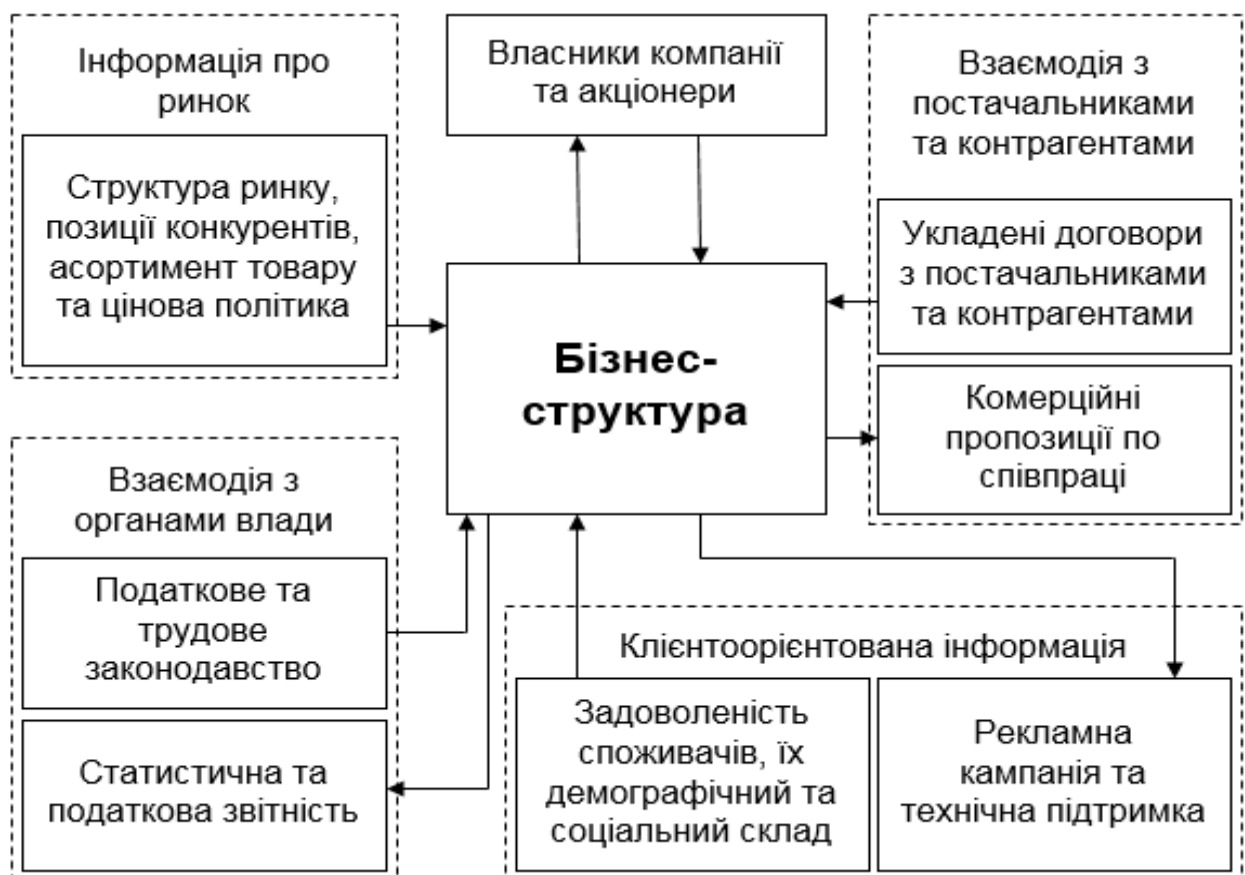 Інформація про
ринок
Структура ринку,
позиції конкурентів,
асортимент товару
та цінова політика
Власники компанії
та акціонери
Взаємодія з
постачальниками
та контрагентами
Укладені договори
з постачальниками
та контрагентами
Бізнес-
структура
Комерційні
пропозиції по
співпраці
Взаємодія з
органами влади
Податкове та
трудове
законодавство
Статистична та
податкова звітність
Клієнтоорієнтована інформація
Задоволеність
споживачів, їх
демографічний та
соціальний склад
Рекламна
кампанія та
технічна підтримка